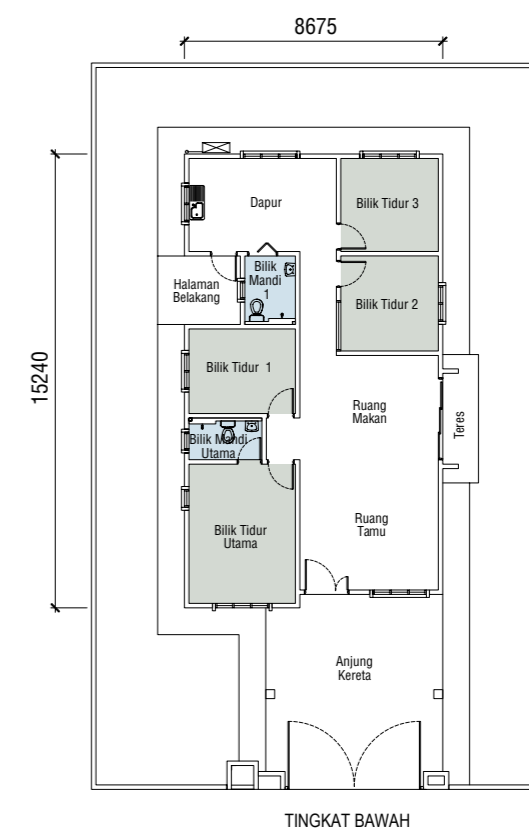 8675
15240
Dapur
Bilik Tidur 3
Bilik
Mandi
1
Halaman
Belakang
Bilik Tidur 2
Bilik Tidur 1
Ruang
Makan
Teres
Bilik Mandi
Utama
Bilik Tidur
Utama
Ruang
Tamu
Anjung
Kereta
TINGKAT BAWAH